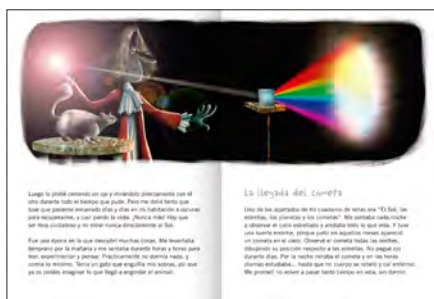 Luego lo probé cerrando un ojo y mirándolo precisamente con el
otro durante todo el tiempo que pude. Pero me dolió tanto que
tuve que pasarme encerrado días y días en mi habitación a oscuras
para recuperarme, y casi pierdo la vista. ¡Nunca más! Hay que
ser muy cuidadoso y no mirar nunca directamente al Sol.
Fue una época en la que descubrí muchas cosas. Me levantaba
temprano por la mañana y me sentaba durante horas y horas para
leer, experimentar y pensar. Prácticamente no dormía nada, y
comía lo mínimo. Tenía un gato que engullía mis sobras, así que
ya os podéis imaginar lo que llegó a engordar el animal.
La llegada del cometa
Uno de los apartados de mi cuaderno de notas era "El Sol, las
estrellas, los planetas y los cometas". Me sentaba cada noche
a observar el cielo estrellado y anotaba todo lo que veía. Y tuve
una suerte enorme, porque justo en aquellos meses apareció
un cometa en el cielo. Observé el cometa todas las noches,
dibujando su posición respecto a las estrellas. No pegué ojo
durante días. Por la noche miraba el cometa y en las horas
diurnas estudiaba... hasta que mi cuerpo se rebeló y caí enfermo.
Me prometí no volver a pasar tanto tiempo en vela, sin dormir.